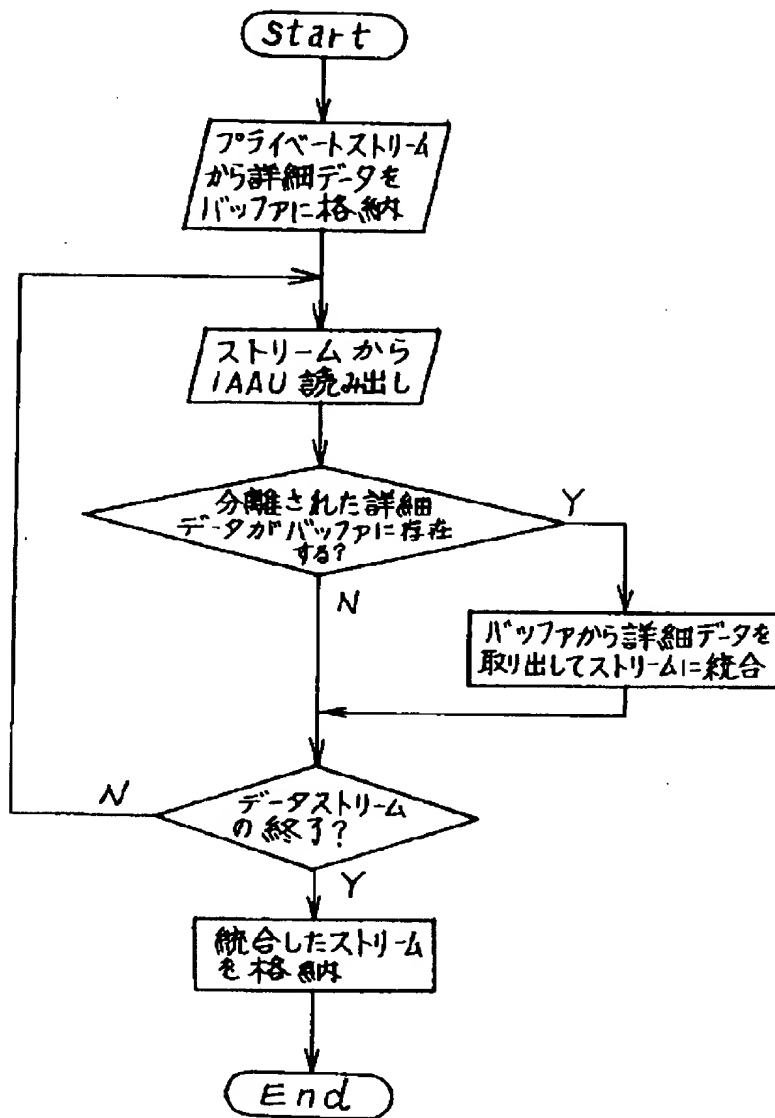 start
プライベートストリーム
から詳細データを
バッファに格納
ストリームから
1AAU 読み出し
分離された詳細
データがバッファに存在
する?
Y
N
バッファから詳細データを
取り出してストリームに統合
データストリーム
の終了?
N
Y
統合したストリーム
を格納
End